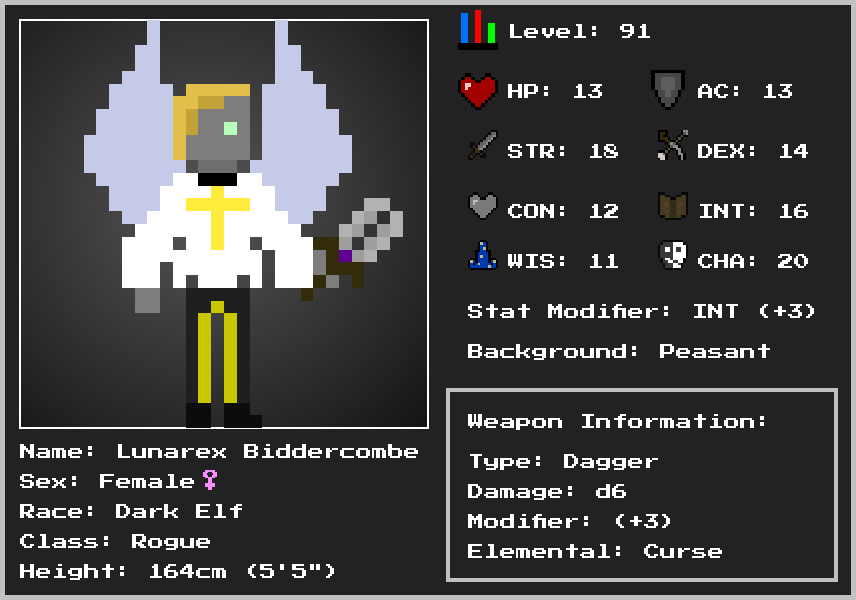 Level: 91
HP: 13
AC: 13
STR: 18
DEX: 14
CON: 12
INT: 16
WIS: 11
CHA: 20
Stat Modifier: INT (+3)
Background: Peasant
Weapon Information:
Type: Dagger
Damage: d6
Modifier: (+3)
Elemental: Curse
Name: Lunarex Biddercombe
Sex: Female♀
Race: Dark Elf
Class: Rogue
Height: 164cm (5'5")